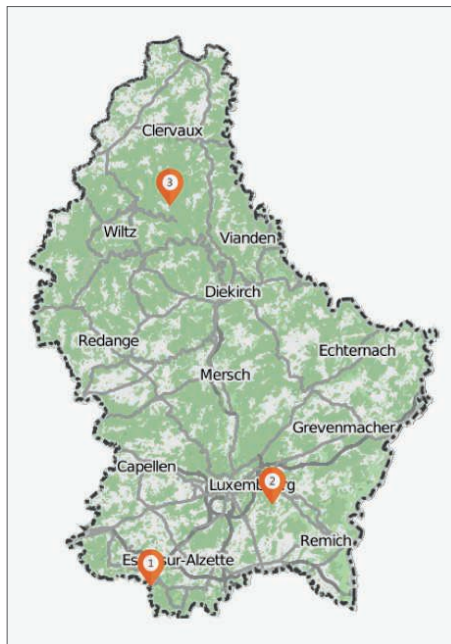 Clervaux
3
Wiltz
Vianden
Diekirch
Redange
Echternach
Mersch
Grevenmacher
Capellen
Luxembourg
2
Remich
Esch-sur-Alzette
1